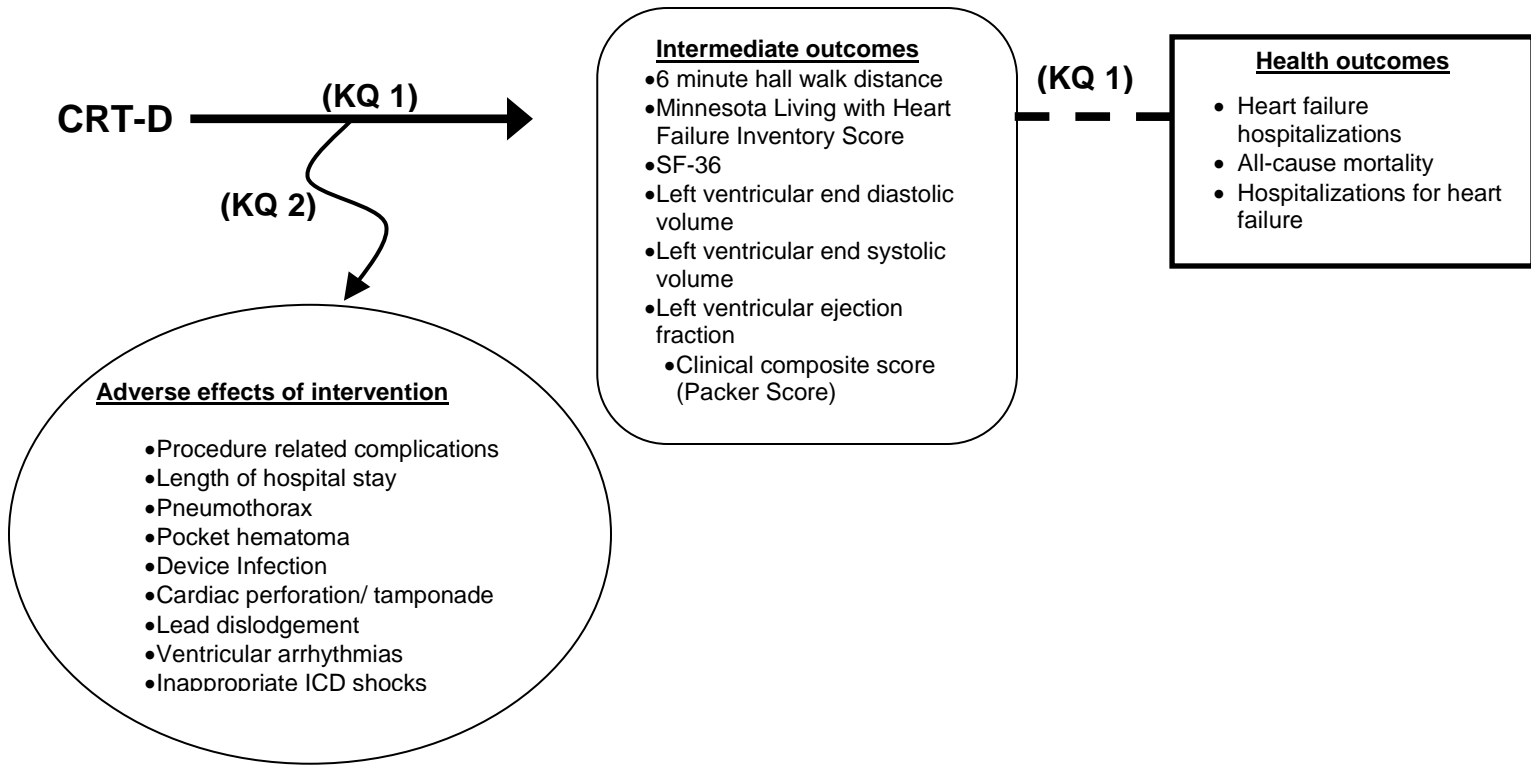 CRT-D
(KQ 1)
(KQ 2)
Intermediate outcomes
•6 minute hall walk distance
•Minnesota Living with Heart
Failure Inventory Score
•SF-36
•Left ventricular end diastolic
volume
•Left ventricular end systolic
volume
•Left ventricular ejection
fraction
•Clinical composite score
(Packer Score)
(KQ 1)
Health outcomes
• Heart failure
hospitalizations
• All-cause mortality
• Hospitalizations for heart
failure
Adverse effects of intervention
•Procedure related complications
•Length of hospital stay
•Pneumothorax
•Pocket hematoma
•Device Infection
•Cardiac perforation/ tamponade
•Lead dislodgement
•Ventricular arrhythmias
•Inappropriate ICD shocks